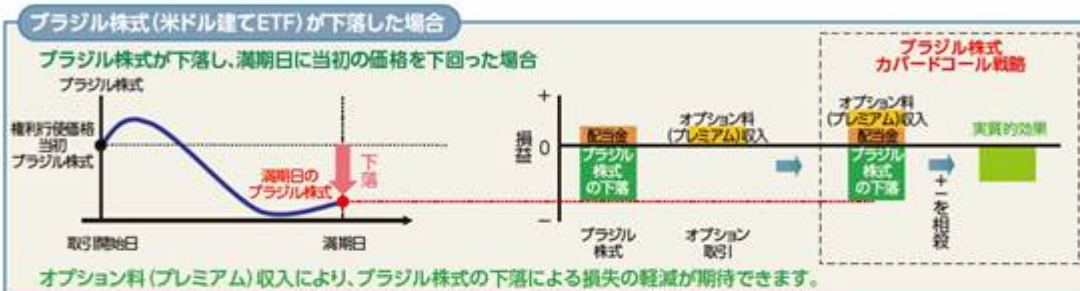 ブラジル株式(米ドル建てETF)が下落した場合
ブラジル株式が下落し、満期日に当初の価格を下回った場合
ブラジル株式
権利行使価格
当初
ブラジル株式
満期日の
ブラジル株式
下落
取引開始日
満期日
損益
+
0
−
配当金
ブラジル
株式
の下落
オプション料
(プレミアム)収入
ブラジル
株式
オプション
取引
ブラジル株式
カバードコール戦略
オプション料
(プレミアム)収入
配当金
ブラジル
株式
の下落
+−を相殺
実質的効果
オプション料(プレミアム)収入により、ブラジル株式の下落による損失の軽減が期待できます。